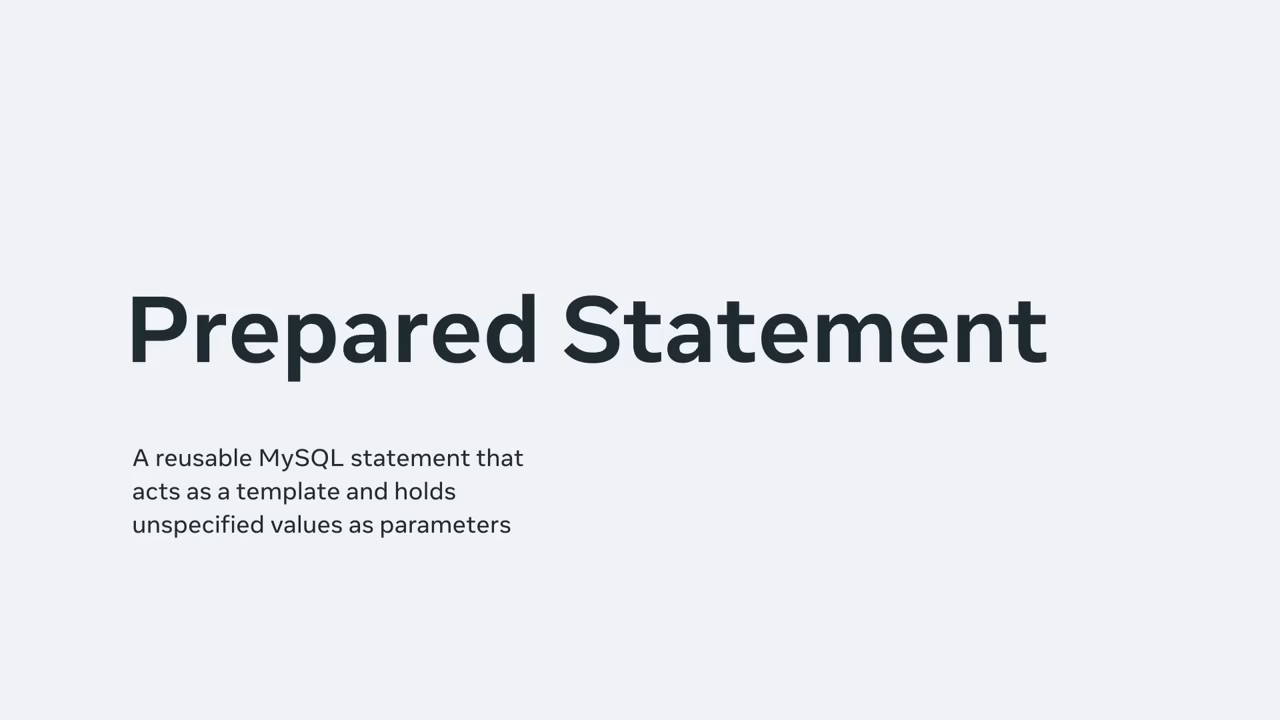 Prepared Statement
A reusable MySQL statement that
acts as a template and holds
unspecified values as parameters